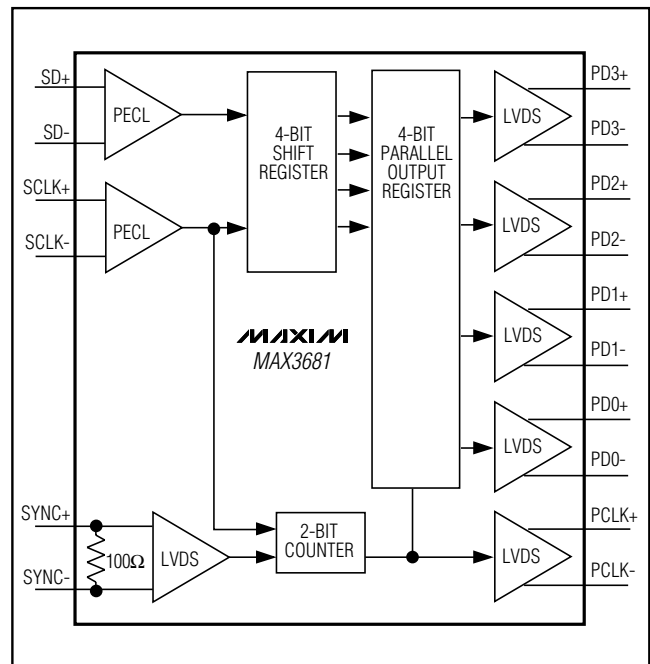 SD+
SD-
SCLK+
SCLK-
PECL
PECL
4-BIT
SHIFT
REGISTER
4-BIT
PARALLEL
OUTPUT
REGISTER
LVDS
PD3+
PD3-
LVDS
PD2+
PD2-
MAXIM
MAX3681
LVDS
PD1+
PD1-
LVDS
PD0+
PD0-
SYNC+
SYNC-
100Ω
LVDS
2-BIT
COUNTER
LVDS
PCLK+
PCLK-